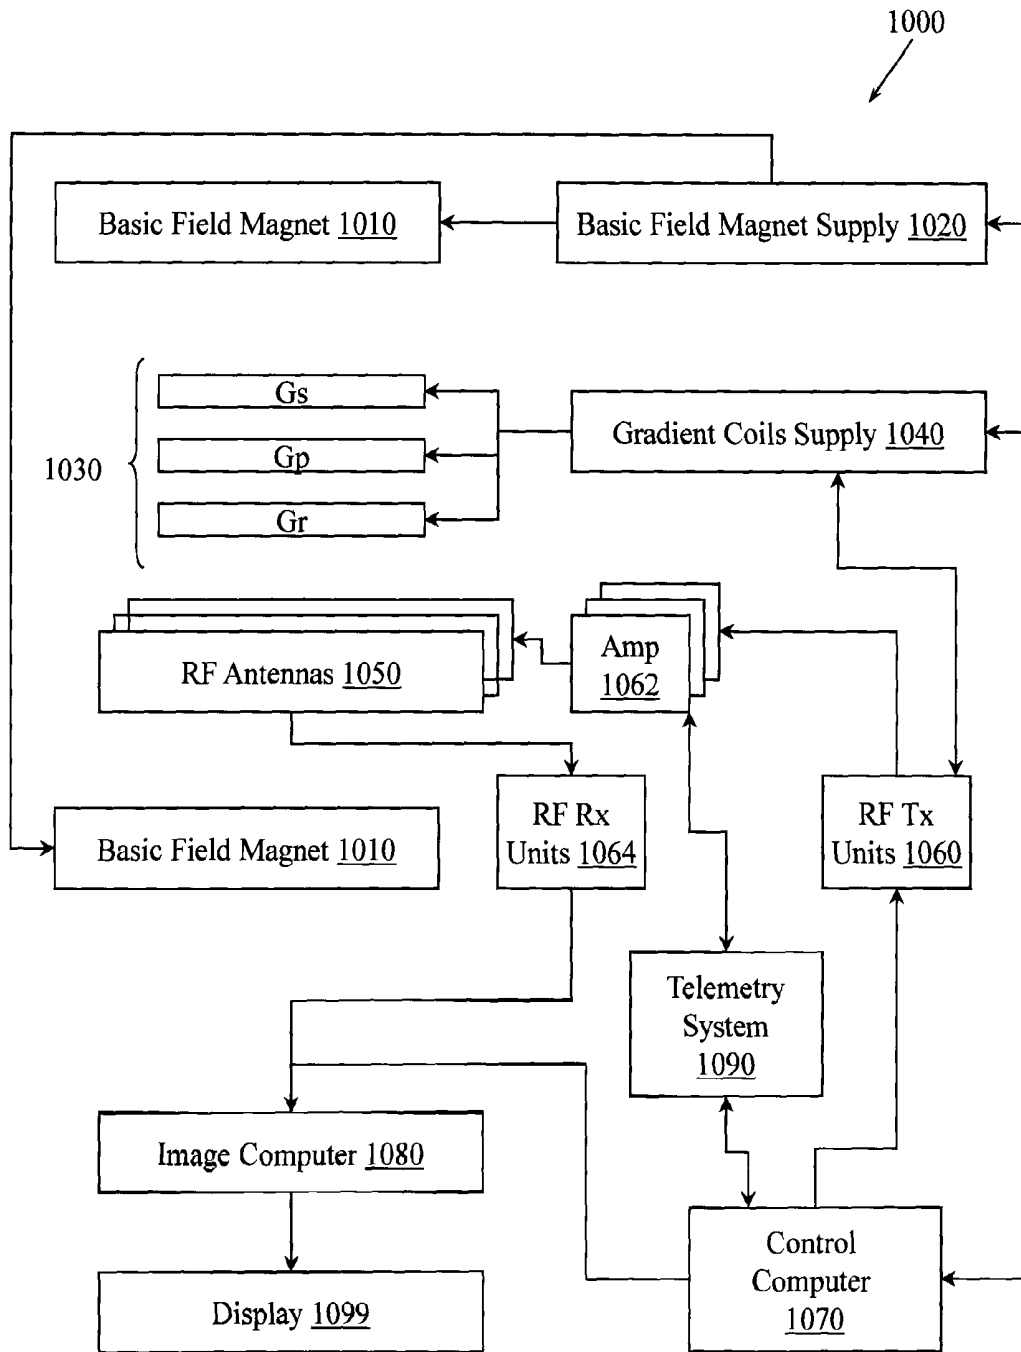 1000
Basic Field Magnet 1010
Basic Field Magnet Supply 1020
1030
Gs
Gp
Gr
Gradient Coils Supply 1040
RF Antennas 1050
Amp
1062
Basic Field Magnet 1010
RF Rx
Units 1064
RF Tx
Units 1060
Telemetry
System
1090
Image Computer 1080
Control
Computer
1070
Display 1099